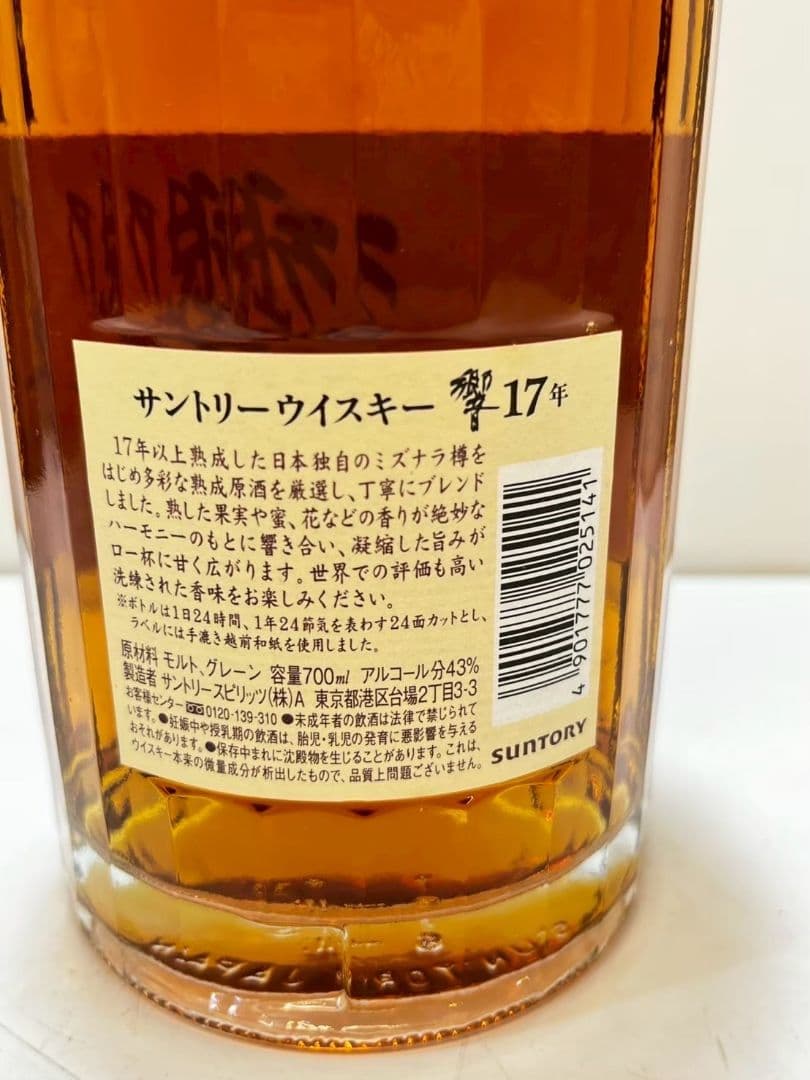 サントリーウイスキー 響 17年
17年以上熟成した日本独自のミズナラ樽を
はじめ多彩な熟成原酒を厳選し、丁寧にブレンド
しました。熟した果実や蜜、花などの香りが絶妙な
ハーモニーのもとに響き合い、凝縮した旨みが
口一杯に甘く広がります。世界での評価も高い
洗練された香味をお楽しみください。
※ボトルは1日24時間、1年24節気を表わす24面カットとし、
ラベルには手漉き越前和紙を使用しました。
原材料 モルト、グレーン 容量700ml アルコール分43%
製造者 サントリースピリッツ(株)A 東京都港区台場2丁目3-3
お客様センター 0120-139-310 ●未成年者の飲酒は法律で禁じられて
います。●妊娠中や授乳期の飲酒は、胎児・乳児の発育に悪影響を与える
おそれがあります。●保存中まれに沈殿物を生じることがあります。これは、
ウイスキー本来の微量成分が析出したもので、品質上問題ございません。
4 901777 025141
SUNTORY